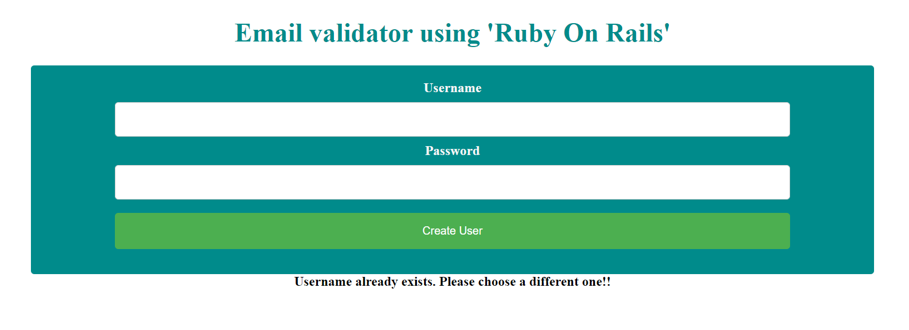 Email validator using 'Ruby On Rails'
Username
Password
Create User
Username already exists. Please choose a different one!!